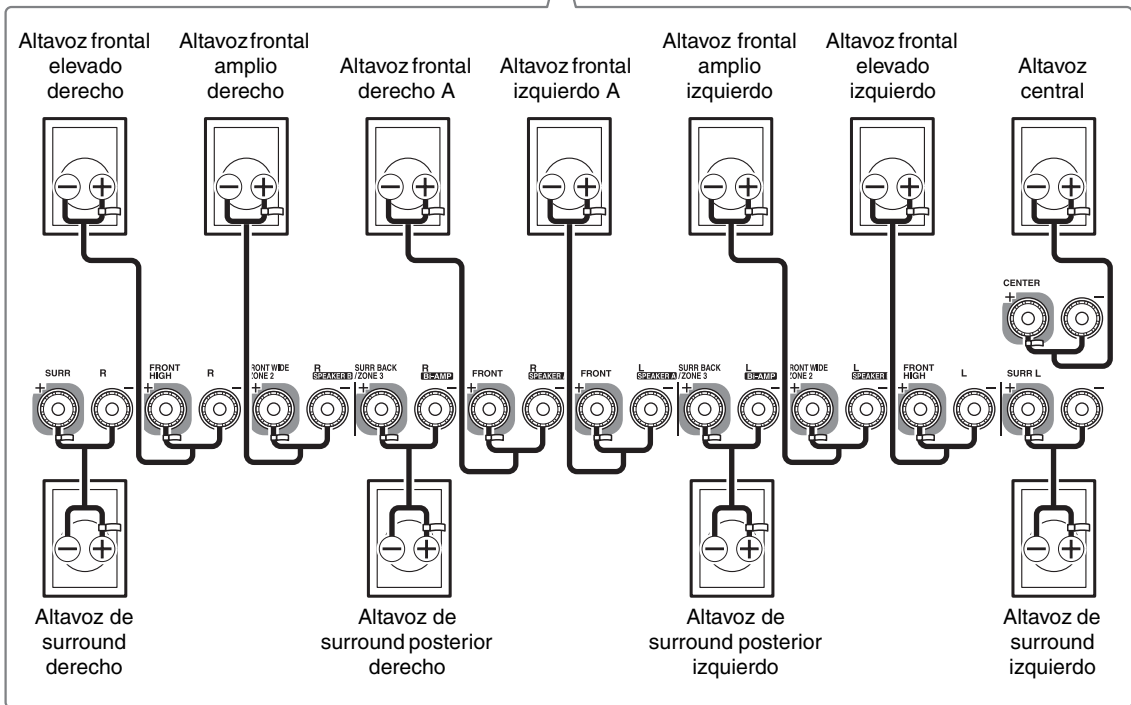 Altavoz frontal
elevado
derecho
Altavoz frontal
amplio
derecho
Altavoz frontal
derecho A
Altavoz frontal
izquierdo A
Altavoz frontal
amplio
izquierdo
Altavoz frontal
elevado
izquierdo
Altavoz
central
CENTER
+ −
SURR R
+ −
FRONT
HIGH R
+ −
RONT WIDE
ZONE 2
R
SPEAKER B
+ −
SURR BACK
/ZONE 3
R
BI-AMP
+ −
FRONT
R
SPEAKER
+ −
FRONT
L
SPEAKER A
+ −
SURR BACK
/ZONE 3
L
BI-AMP
+ −
RONT WIDE
ZONE 2
L
SPEAKER
+ −
FRONT
HIGH L
+ −
SURR L
+ −
Altavoz de
surround
derecho
Altavoz de
surround posterior
derecho
Altavoz de
surround posterior
izquierdo
Altavoz de
surround
izquierdo